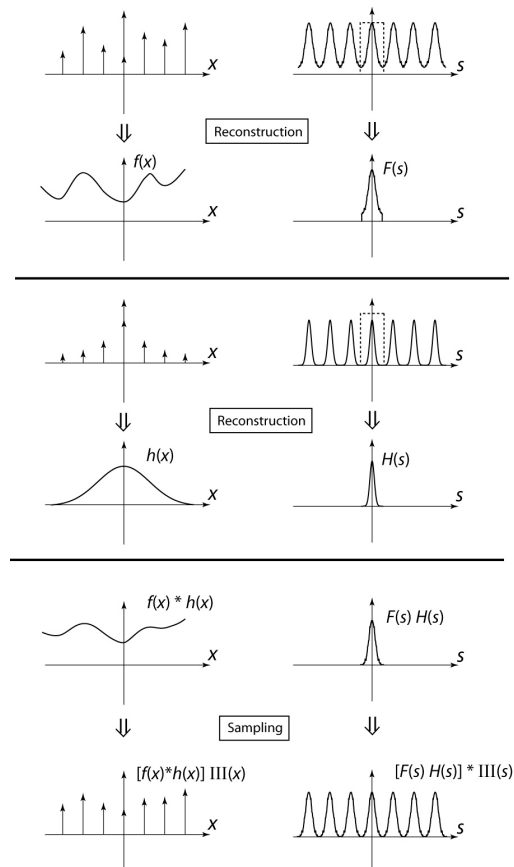 x s
Reconstruction
f(x) F(s)
x s
x s
Reconstruction
h(x) H(s)
x s
f(x) * h(x) F(s) H(s)
x s
Sampling
[f(x)*h(x)] III(x) [F(s) H(s)] * III(s)
x s